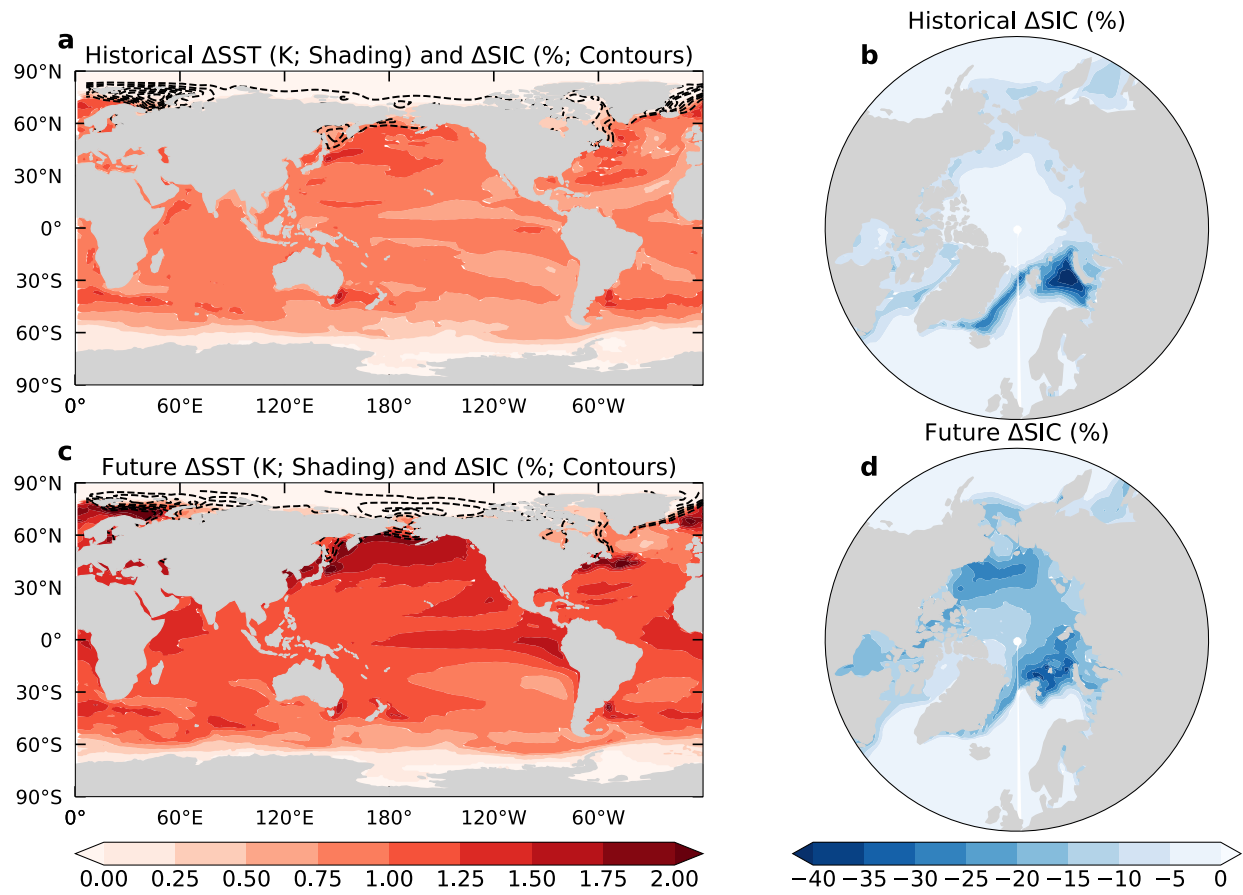 a
Historical ΔSST (K; Shading) and ΔSIC (%; Contours)
90°N
60°N
30°N
0°
30°S
60°S
90°S
0° 60°E 120°E 180° 120°W 60°W
b
Historical ΔSIC (%)
c
Future ΔSST (K; Shading) and ΔSIC (%; Contours)
90°N
60°N
30°N
0°
30°S
60°S
90°S
0° 60°E 120°E 180° 120°W 60°W
0.00 0.25 0.50 0.75 1.00 1.25 1.50 1.75 2.00
d
Future ΔSIC (%)
−40 −35 −30 −25 −20 −15 −10 −5 0